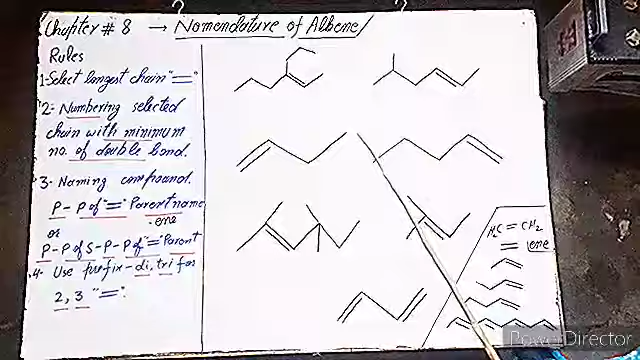 Chapter # 8 → Nomenclature of Alkene
Rules
1- Select longest chain "="
2- Numbering selected
chain with minimum
no. of double bond.
3- Naming compound.
P-P of "=" Parent name
-ene
or
P-P of S-P-P of "=" Parent
4- Use prefix-di, tri for
2, 3 "=".
H₂C = CH₂
= ene
PowerDirector